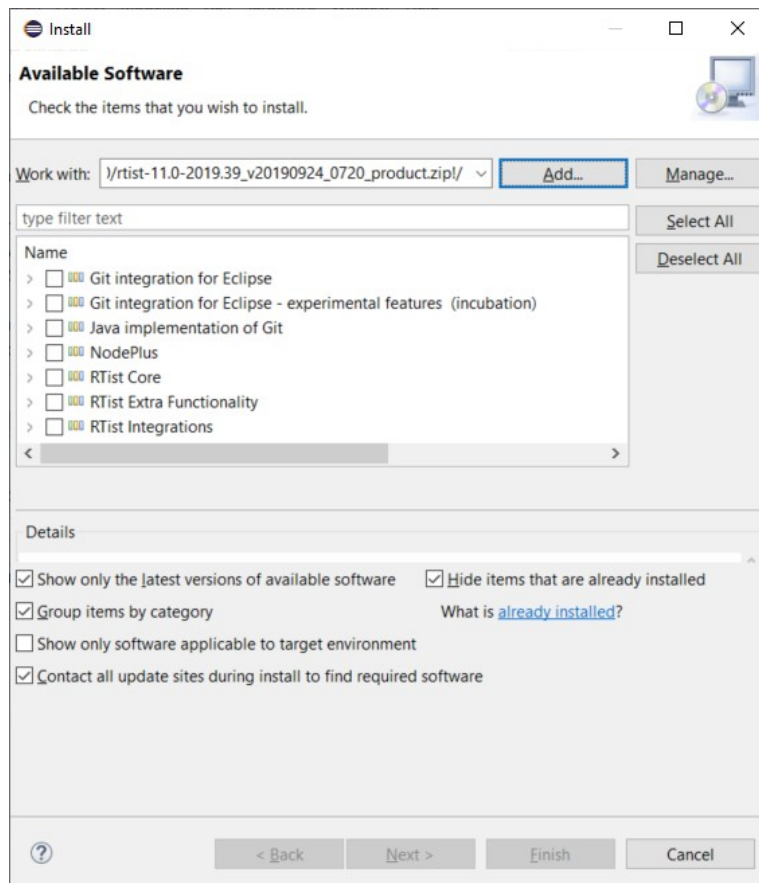 Install
Available Software
Check the items that you wish to install.
Work with: )/rtist-11.0-2019.39_v20190924_0720_product.zip!/ Add... Manage...
type filter text Select All
Name Deselect All
Git integration for Eclipse
Git integration for Eclipse - experimental features (incubation)
Java implementation of Git
NodePlus
RTist Core
RTist Extra Functionality
RTist Integrations
Details
Show only the latest versions of available software Hide items that are already installed
Group items by category What is already installed?
Show only software applicable to target environment
Contact all update sites during install to find required software
? < Back Next > Finish Cancel